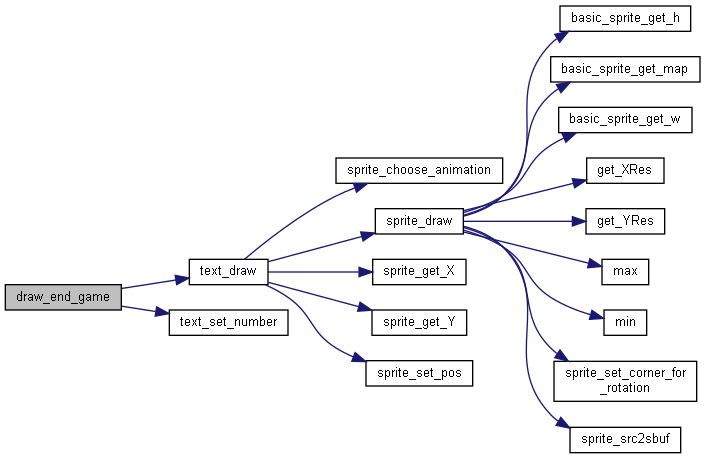 basic_sprite_get_h
basic_sprite_get_map
basic_sprite_get_w
sprite_choose_animation
get_XRes
sprite_draw
get_YRes
text_draw
sprite_get_X
max
draw_end_game
text_set_number
sprite_get_Y
min
sprite_set_pos
sprite_set_corner_for
_rotation
sprite_src2sbuf